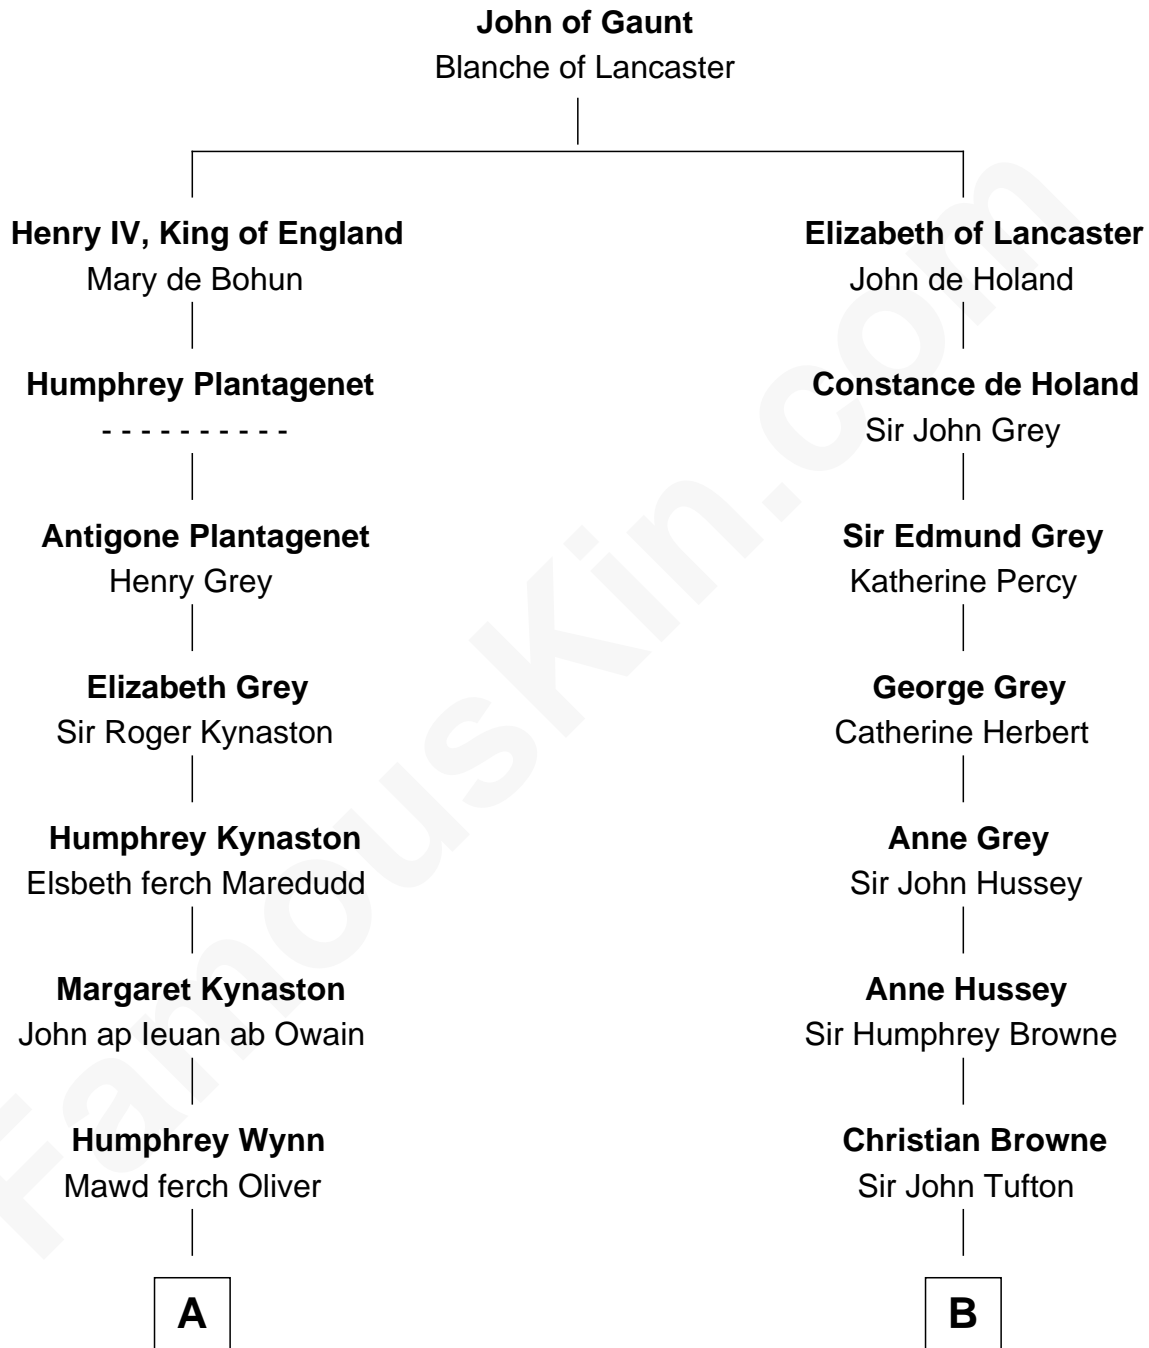 John of Gaunt
Blanche of Lancaster
Henry IV, King of England
Mary de Bohun
Elizabeth of Lancaster
John de Holand
Humphrey Plantagenet
- - - - - - - - - -
Constance de Holand
Sir John Grey
Antigone Plantagenet
Henry Grey
Sir Edmund Grey
Katherine Percy
Elizabeth Grey
Sir Roger Kynaston
George Grey
Catherine Herbert
Humphrey Kynaston
Elsbeth ferch Maredudd
Anne Grey
Sir John Hussey
Margaret Kynaston
John ap Ieuan ab Owain
Anne Hussey
Sir Humphrey Browne
Humphrey Wynn
Mawd ferch Oliver
Christian Browne
Sir John Tufton
A
B
FamousKin.com